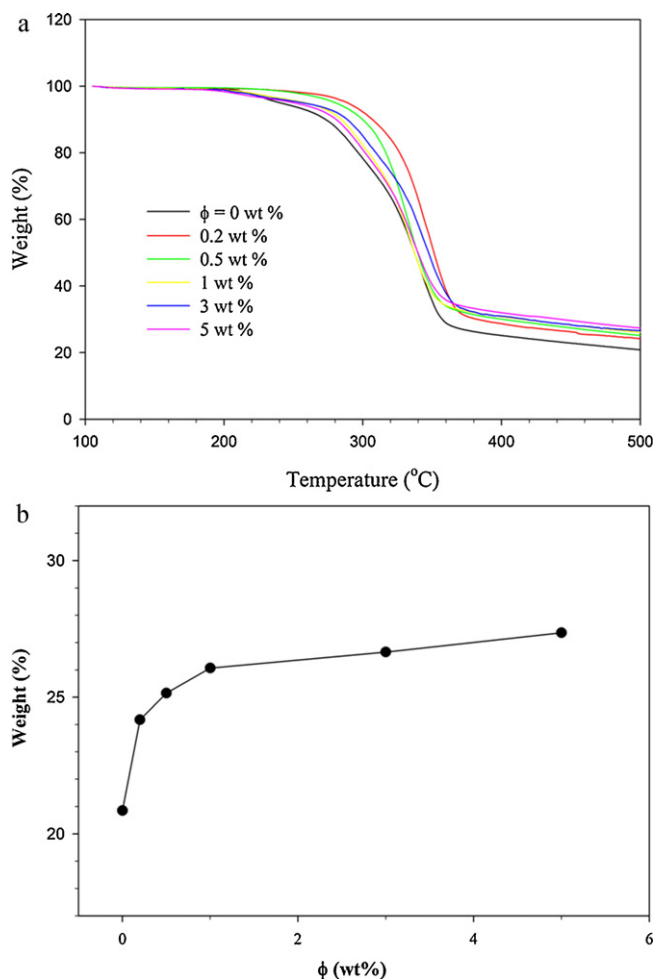 a
120
100
80
60
40
20
0
Weight (%)
ϕ = 0 wt %
0.2 wt %
0.5 wt %
1 wt %
3 wt %
5 wt %
100 200 300 400 500
Temperature (°C)
b
30
25
20
Weight (%)
0 2 4 6
ϕ (wt%)